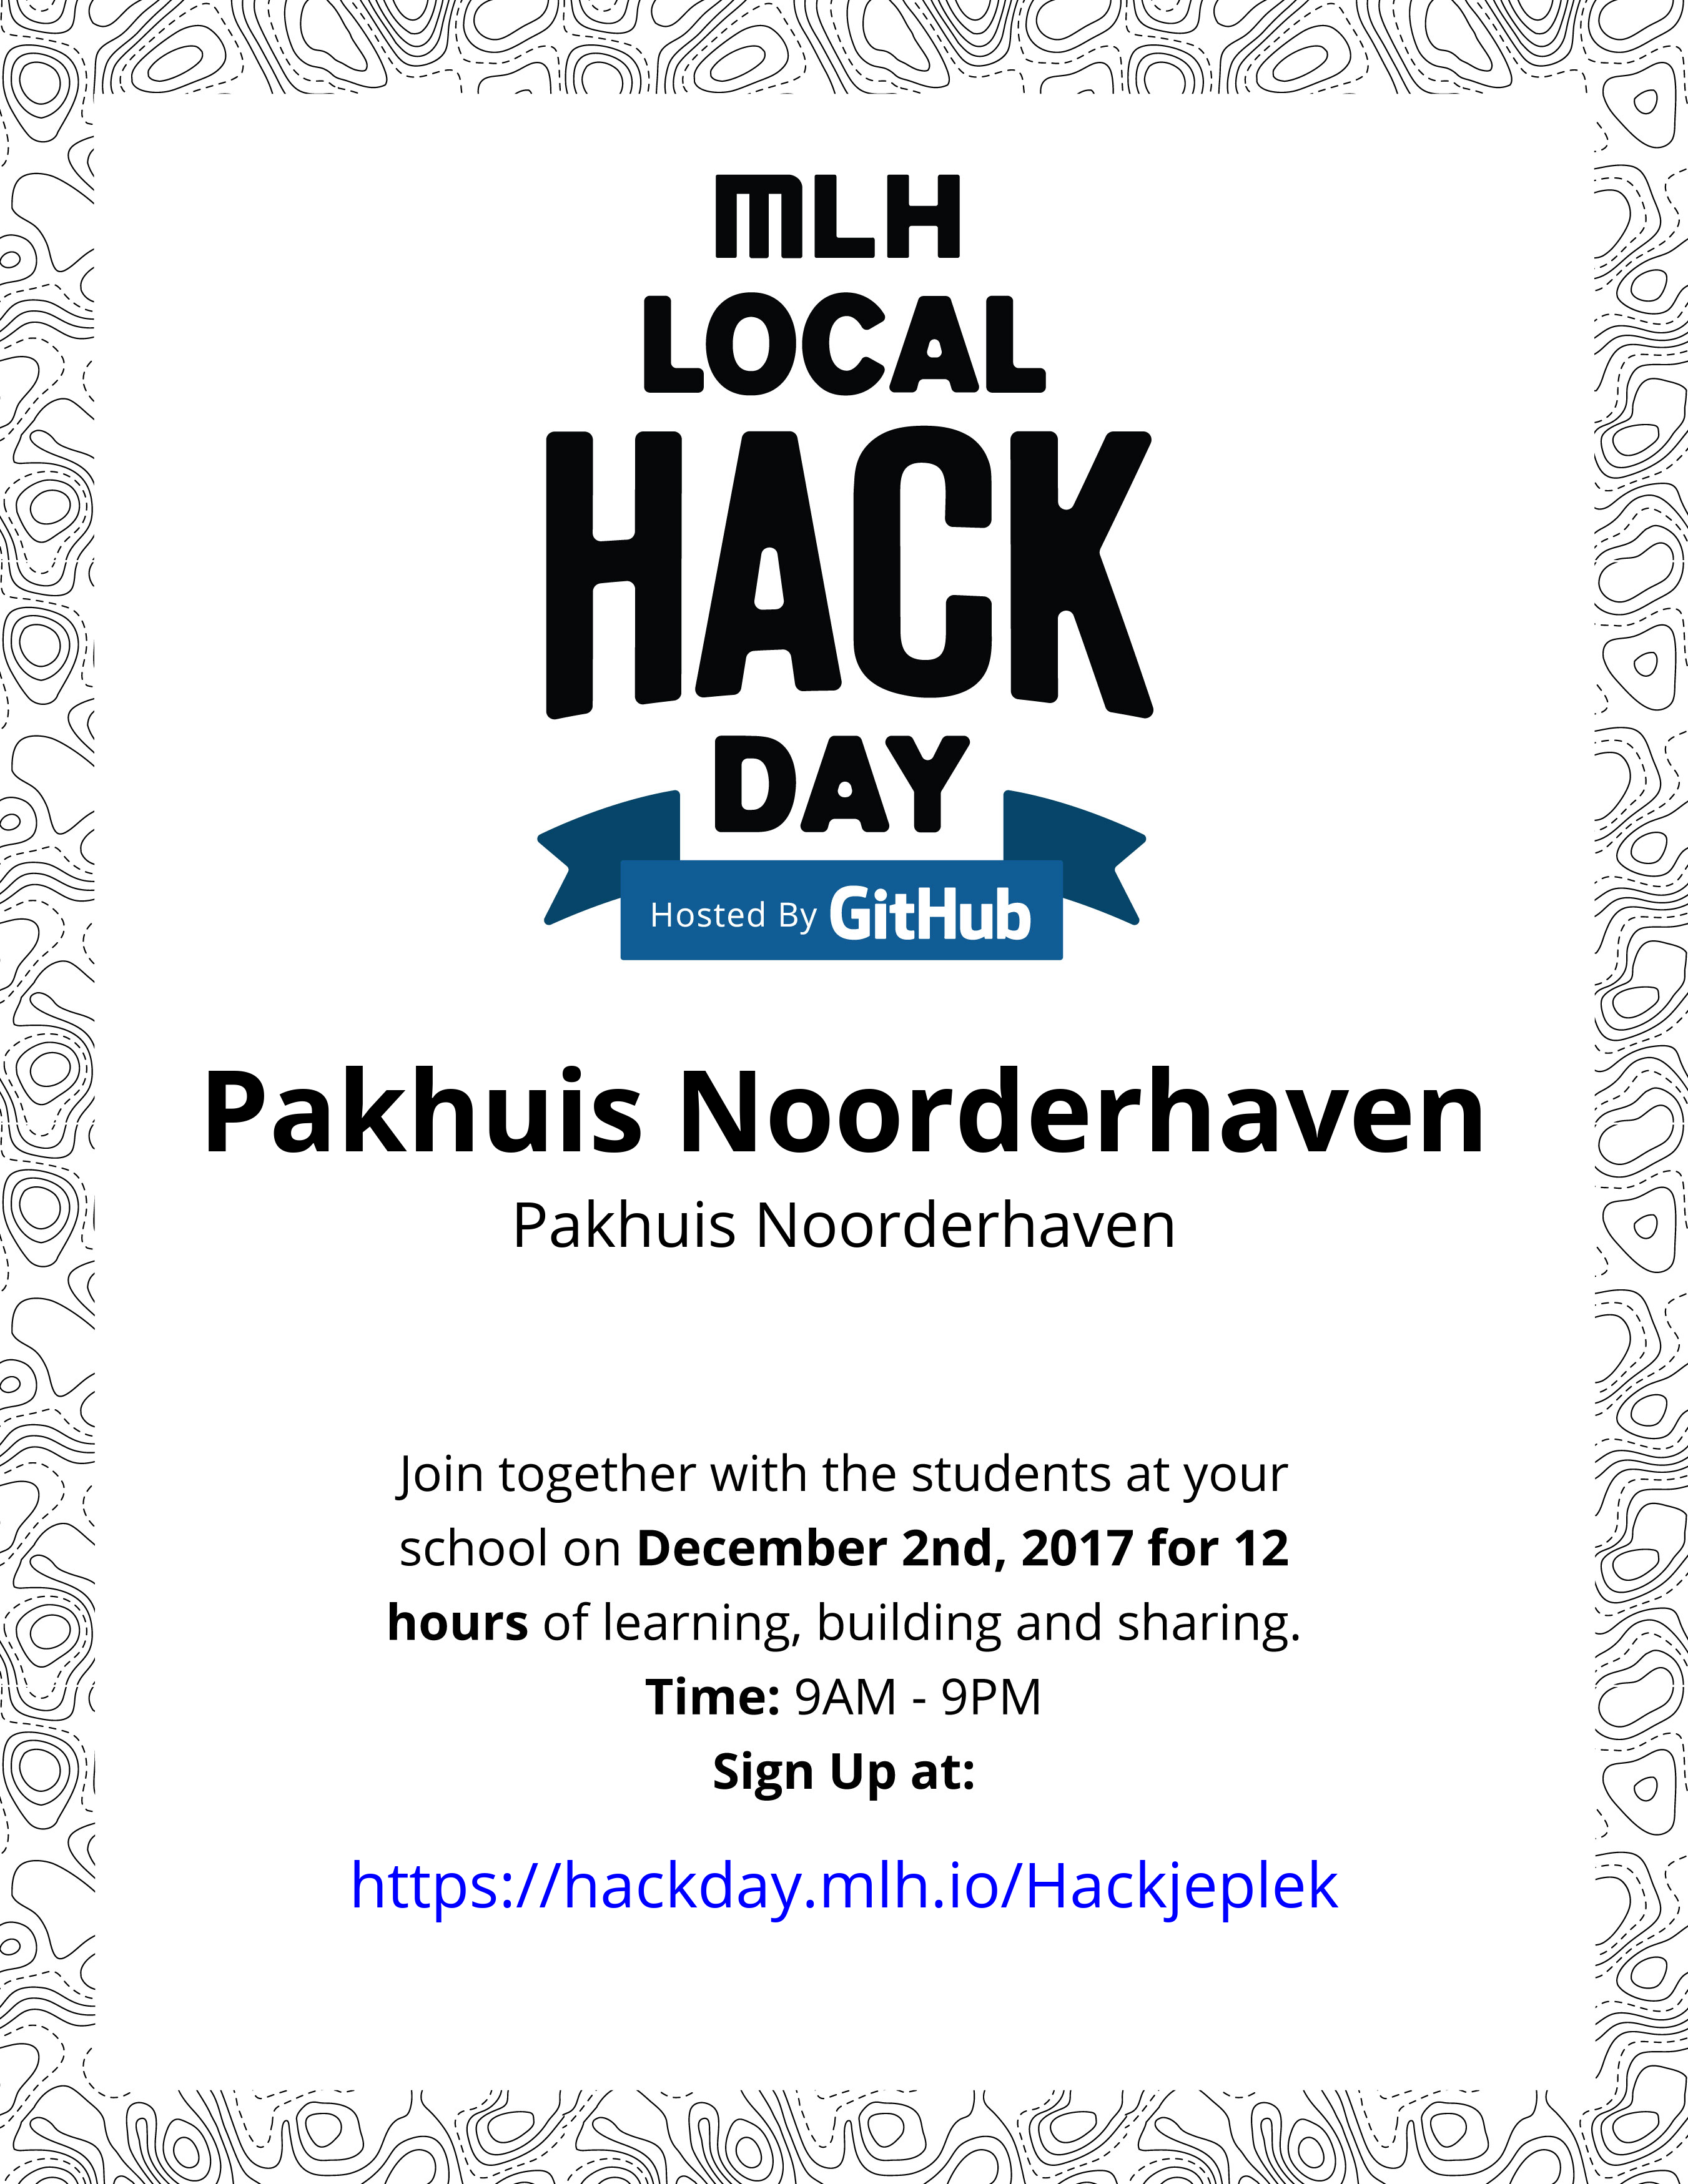 MLH
LOCAL
HACK
DAY
Hosted By GitHub
Pakhuis Noorderhaven
Pakhuis Noorderhaven
Join together with the students at your
school on December 2nd, 2017 for 12
hours of learning, building and sharing.
Time: 9AM - 9PM
Sign Up at:
https://hackday.mlh.io/Hackjeplek